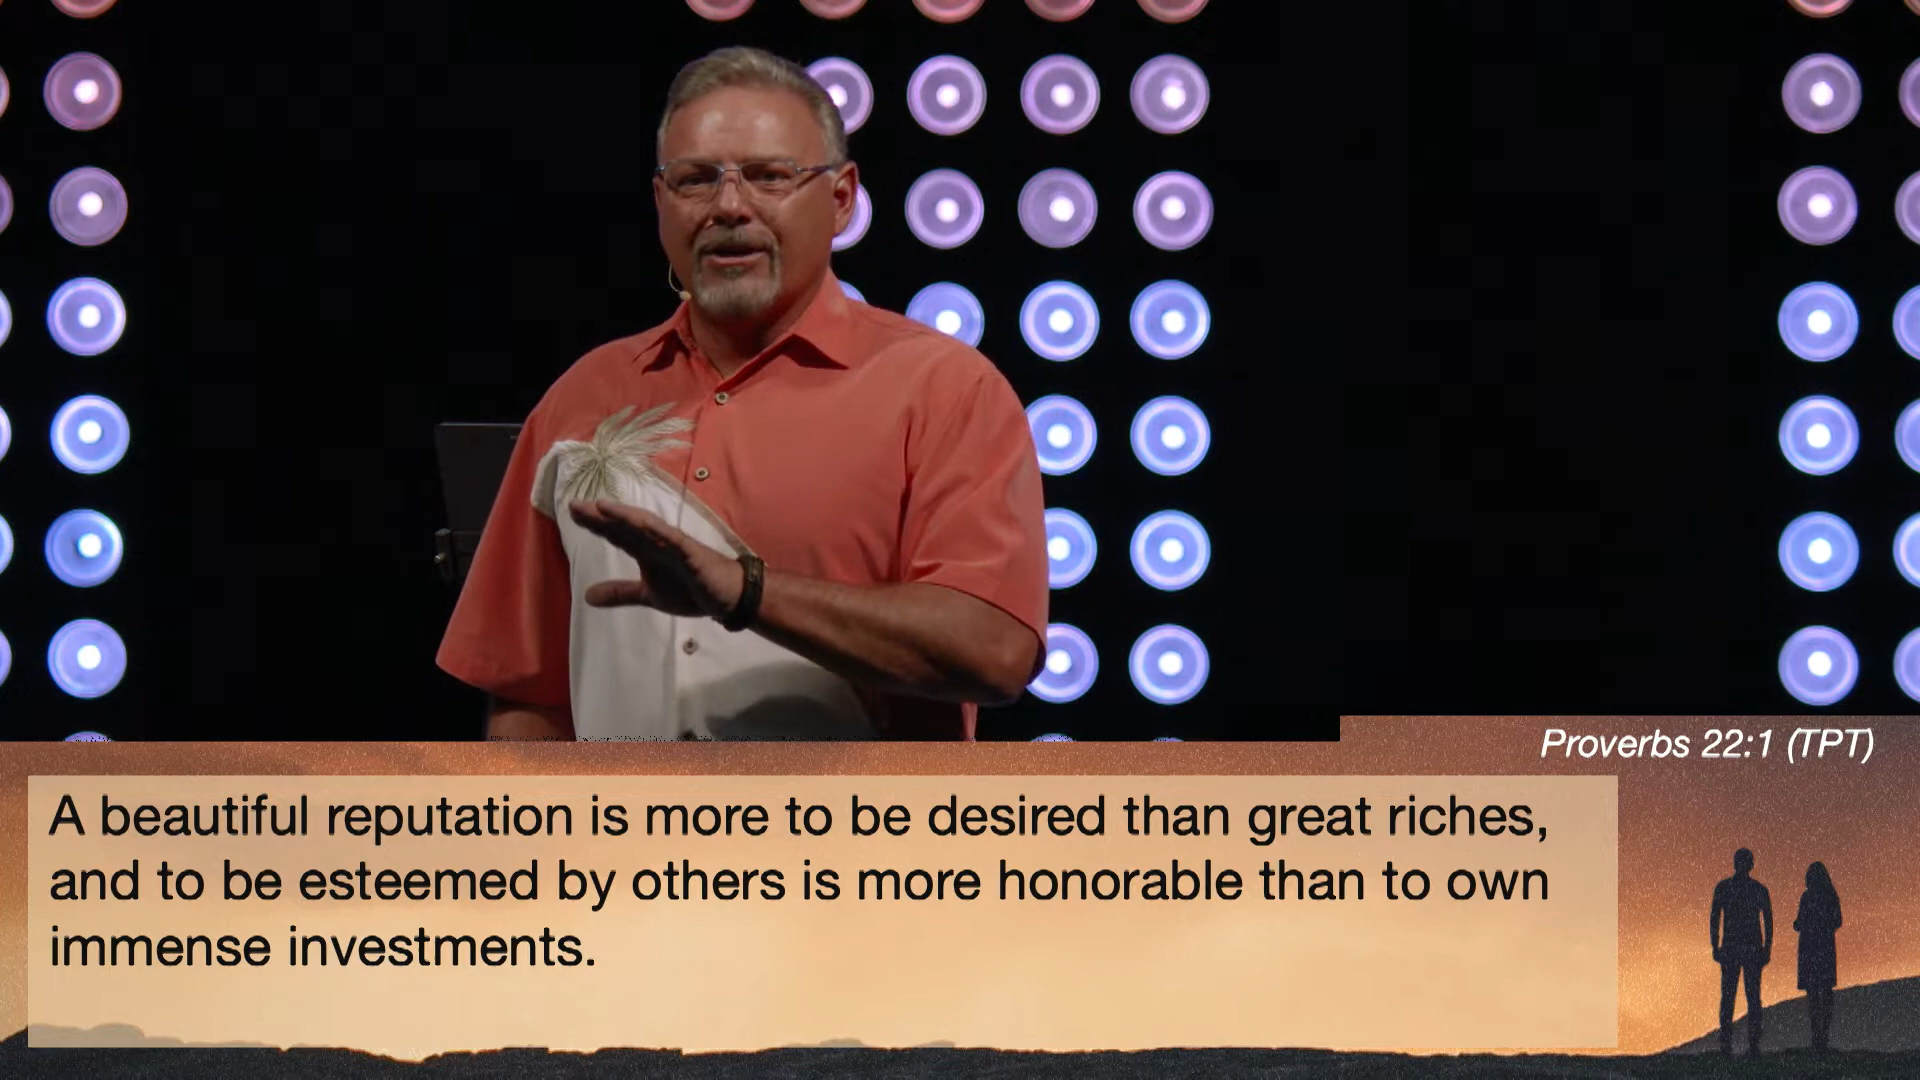 Proverbs 22:1 (TPT)
A beautiful reputation is more to be desired than great riches,
and to be esteemed by others is more honorable than to own
immense investments.